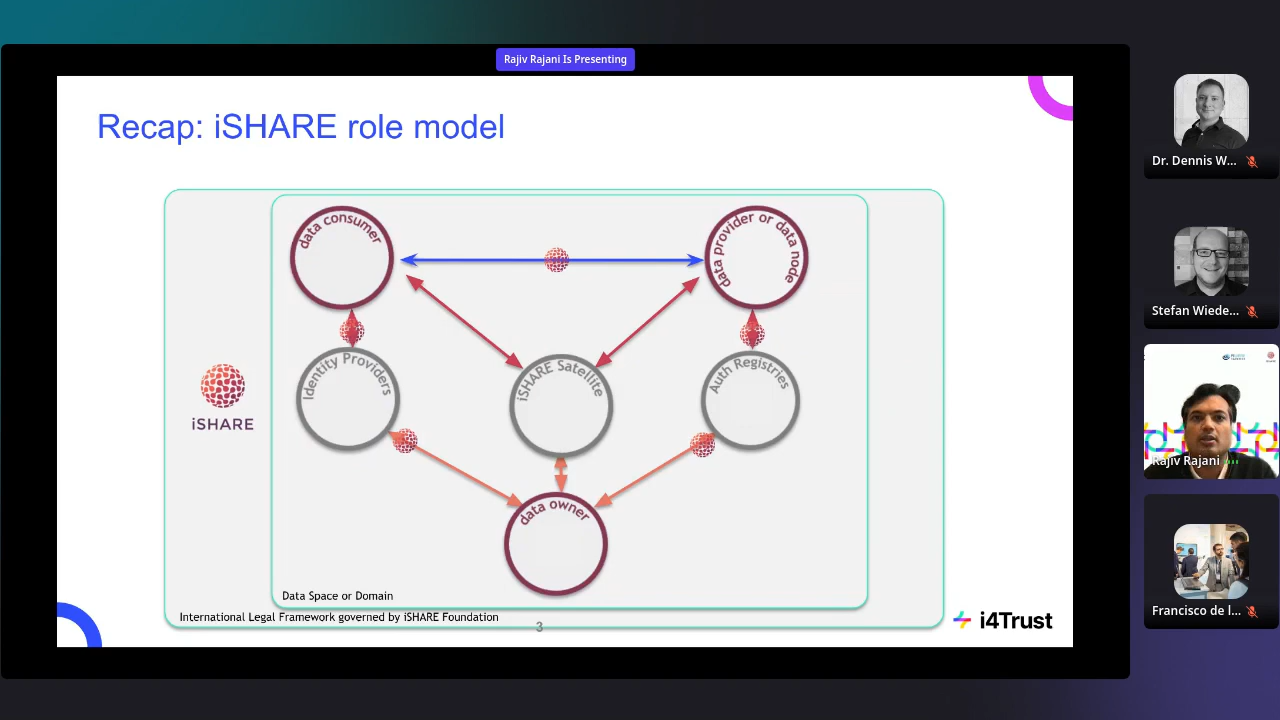 Rajiv Rajani Is Presenting
Recap: iSHARE role model
data consumer
data provider or data node
Identity Providers
iSHARE Satellite
Auth Registries
iSHARE
data owner
Data Space or Domain
International Legal Framework governed by iSHARE Foundation
3
i4Trust
Dr. Dennis W...
Stefan Wiede...
Rajiv Rajani
Francisco de l...